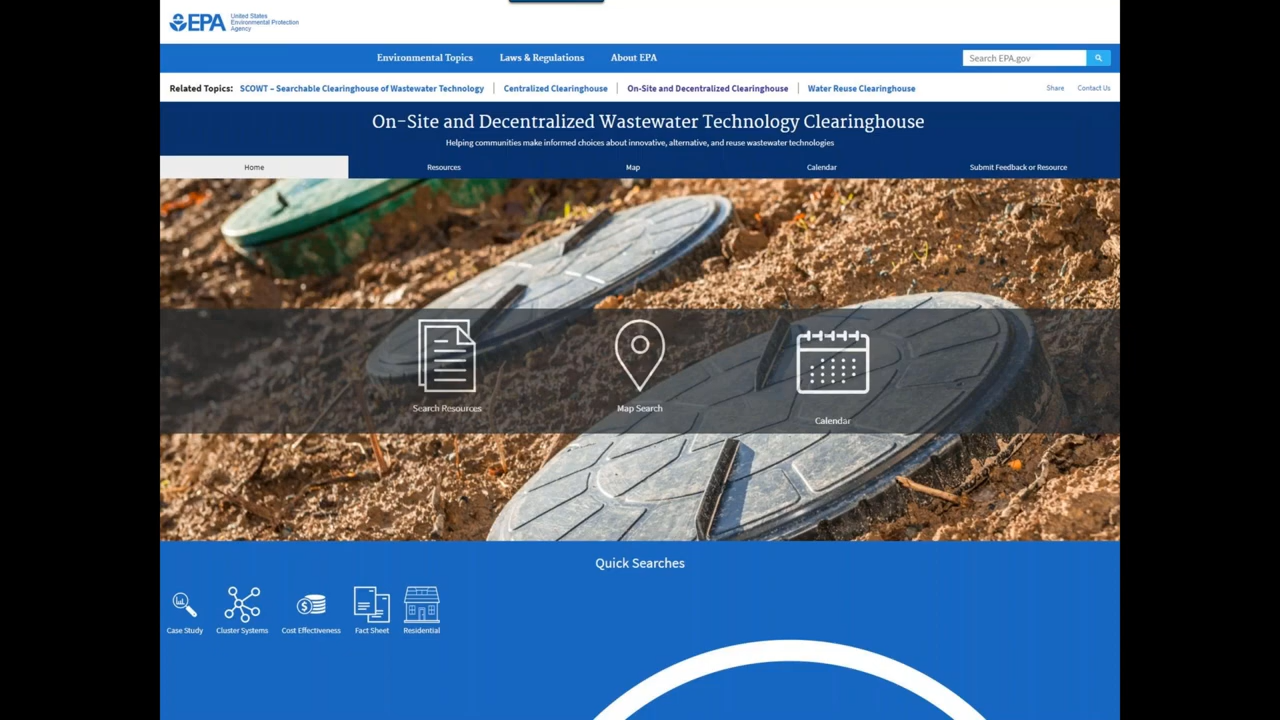 EPA
United States
Environmental Protection
Agency
Environmental Topics
Laws & Regulations
About EPA
Search EPA.gov
Related Topics:
SCOWT – Searchable Clearinghouse of Wastewater Technology
Centralized Clearinghouse
On-Site and Decentralized Clearinghouse
Water Reuse Clearinghouse
Share
Contact Us
On-Site and Decentralized Wastewater Technology Clearinghouse
Helping communities make informed choices about innovative, alternative, and reuse wastewater technologies
Home
Resources
Map
Calendar
Submit Feedback or Resource
Search Resources
Map Search
Calendar
Quick Searches
Case Study
Cluster Systems
Cost Effectiveness
Fact Sheet
Residential